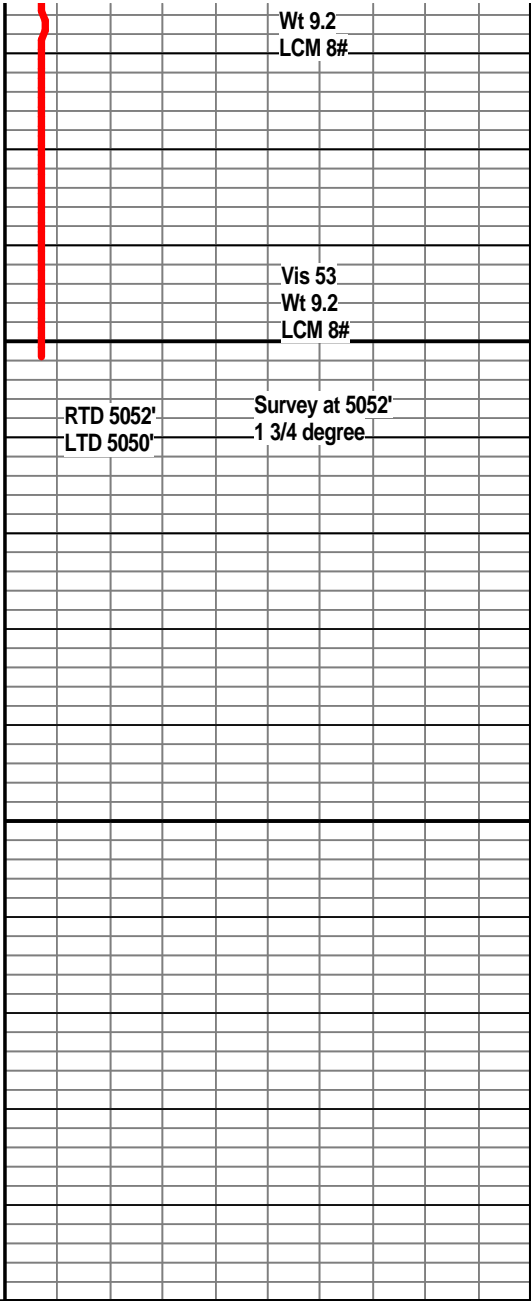 Wt 9.2
LCM 8#
Vis 53
Wt 9.2
LCM 8#
RTD 5052'
LTD 5050'
Survey at 5052'
1 3/4 degree